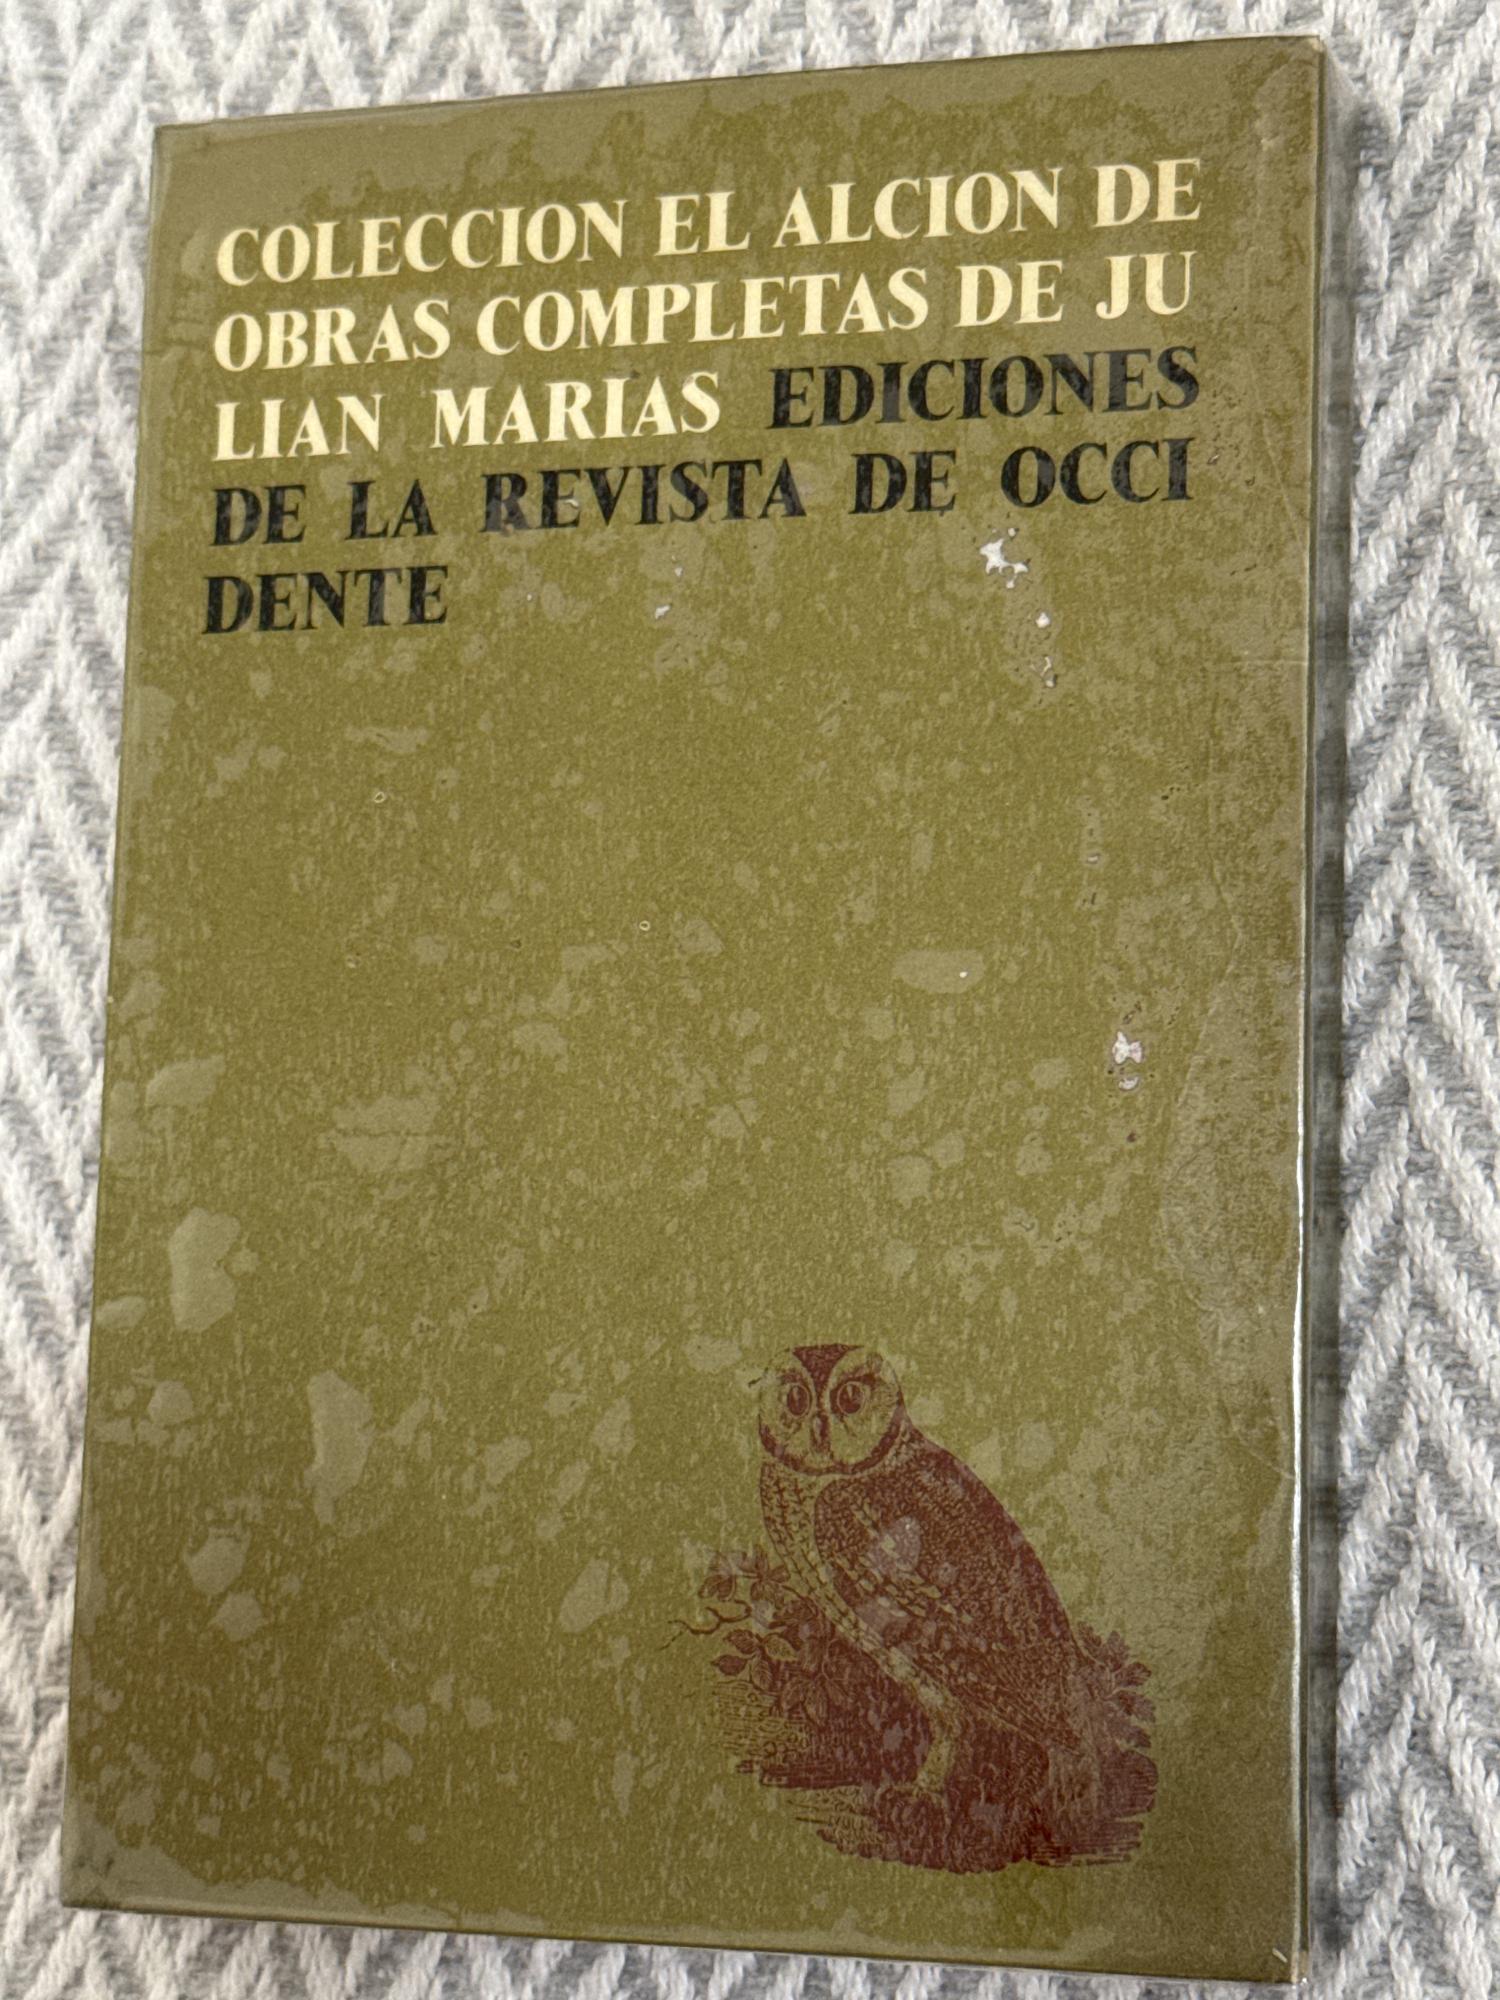 COLECCION EL ALCION DE
OBRAS COMPLETAS DE JU
LIAN MARIAS EDICIONES
DE LA REVISTA DE OCCI
DENTE